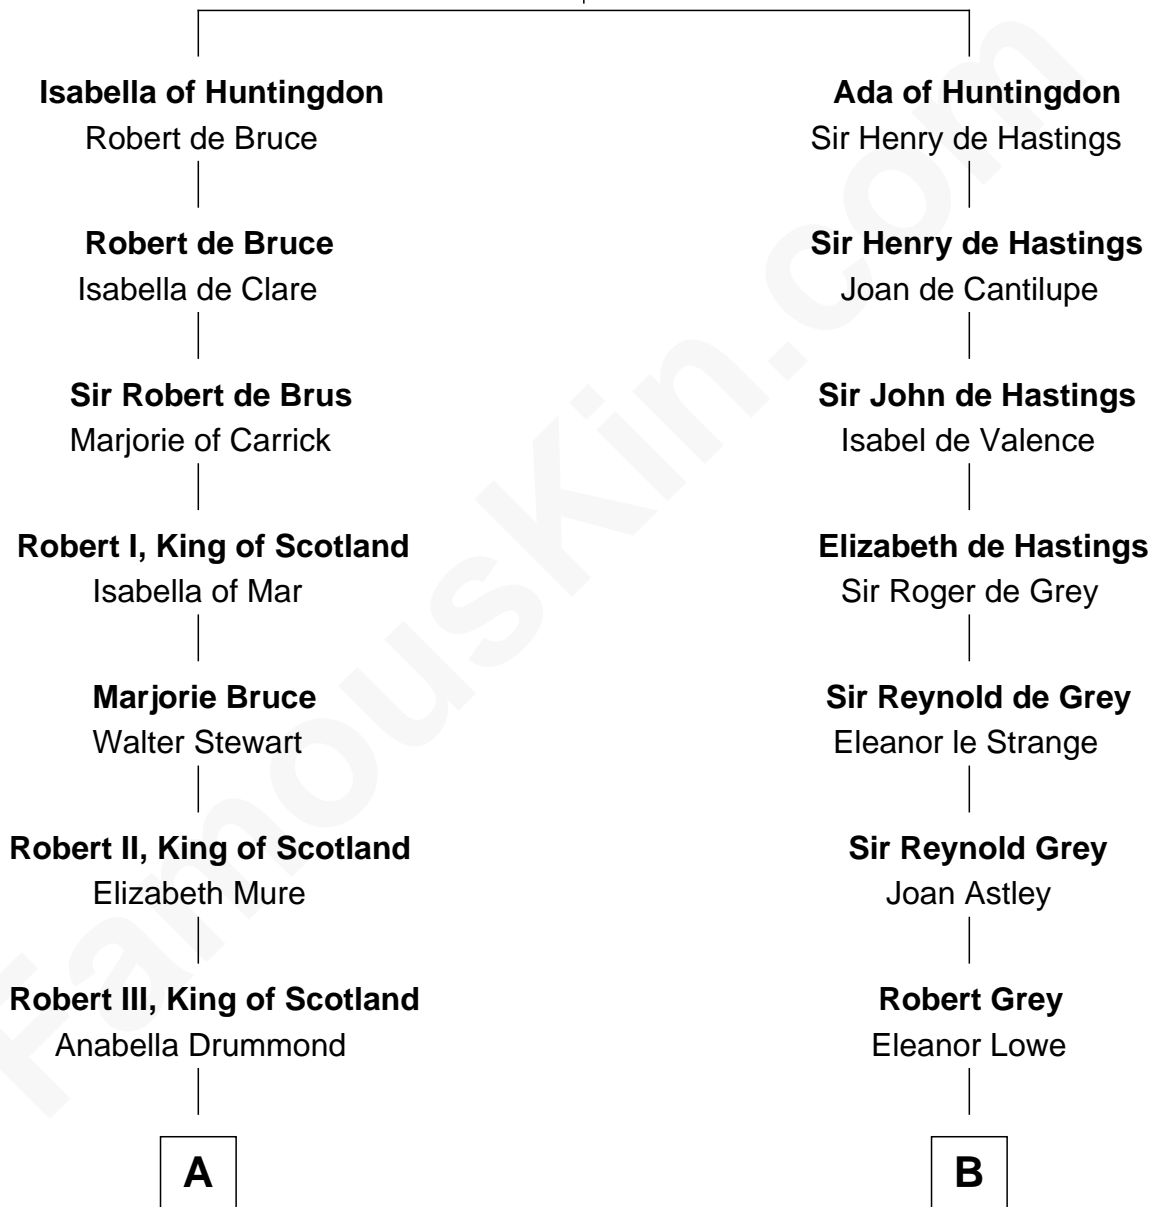 Isabella of Huntingdon
Robert de Bruce
Robert de Bruce
Isabella de Clare
Sir Robert de Brus
Marjorie of Carrick
Robert I, King of Scotland
Isabella of Mar
Marjorie Bruce
Walter Stewart
Robert II, King of Scotland
Elizabeth Mure
Robert III, King of Scotland
Anabella Drummond
A
Ada of Huntingdon
Sir Henry de Hastings
Sir Henry de Hastings
Joan de Cantilupe
Sir John de Hastings
Isabel de Valence
Elizabeth de Hastings
Sir Roger de Grey
Sir Reynold de Grey
Eleanor le Strange
Sir Reynold Grey
Joan Astley
Robert Grey
Eleanor Lowe
B
FamousKin.com